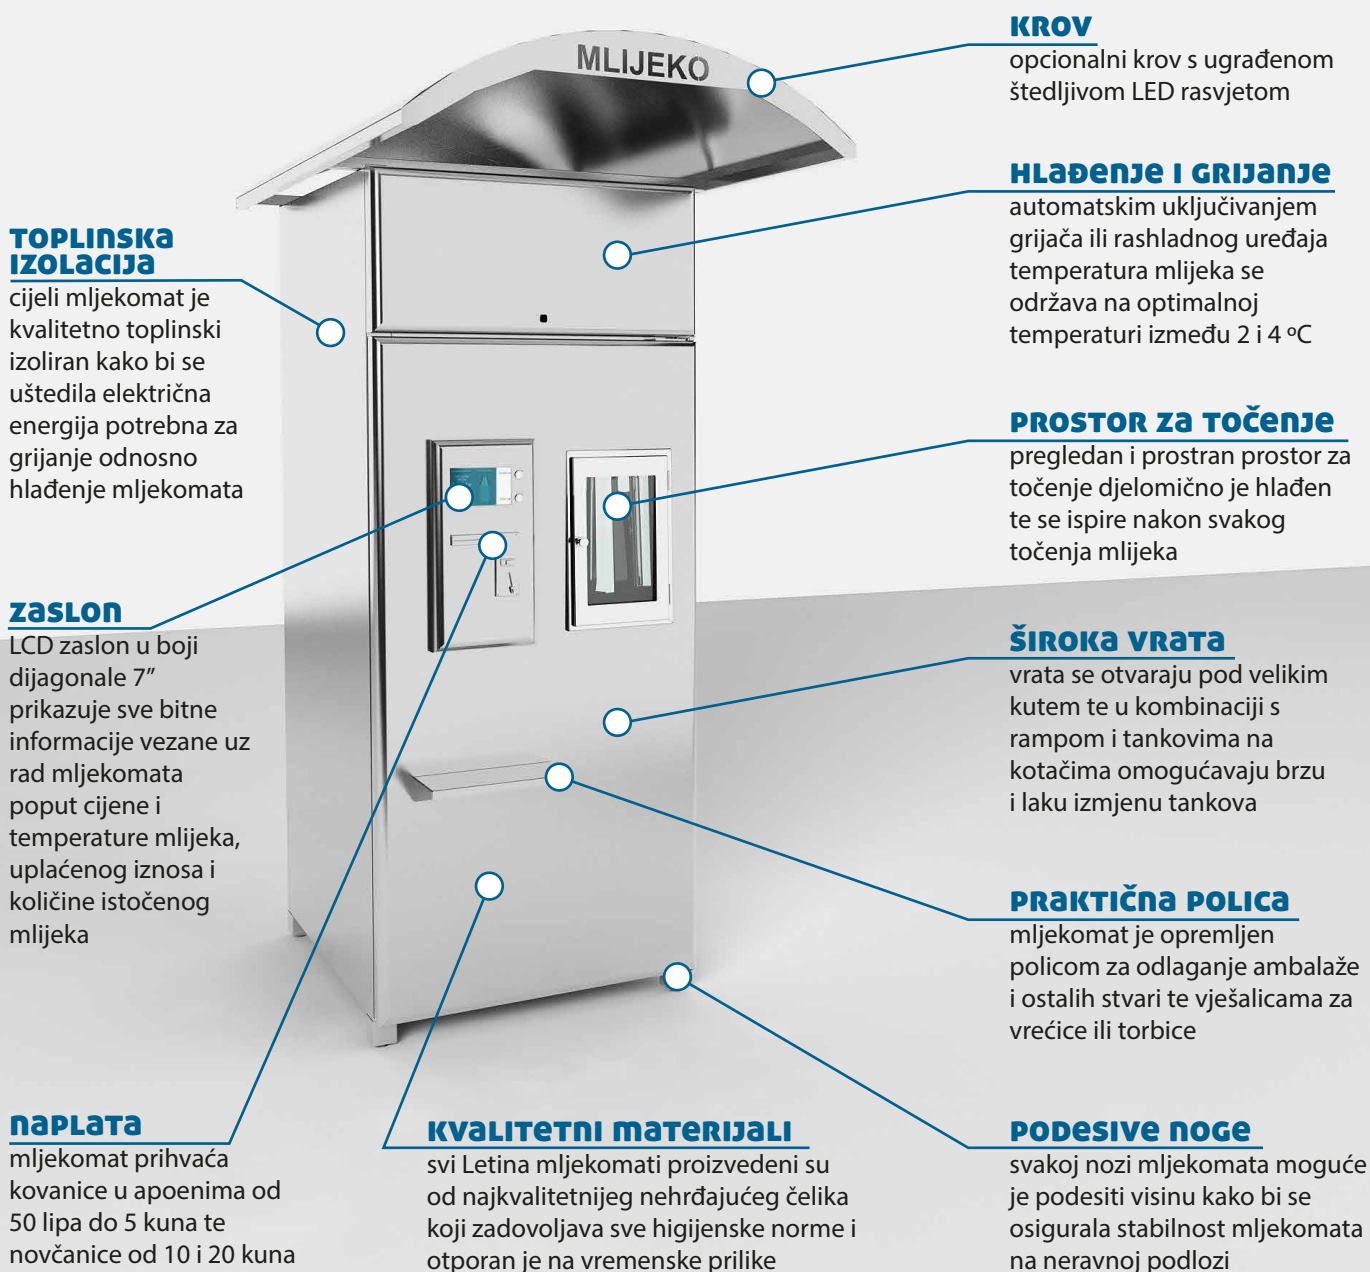 MLIJEKO
KROV
opcionalni krov s ugrađenom
štedljivom LED rasvjetom
HLAĐENJE I GRIJANJE
automatskim uključivanjem
grijača ili rashladnog uređaja
temperatura mlijeka se
održava na optimalnoj
temperaturi između 2 i 4 ºC
TOPLINSKA
IZOLACIJA
cijeli mljekomat je
kvalitetno toplinski
izoliran kako bi se
uštedila električna
energija potrebna za
grijanje odnosno
hlađenje mljekomata
PROSTOR ZA TOČENJE
pregledan i prostran prostor za
točenje djelomično je hlađen
te se ispire nakon svakog
točenja mlijeka
ZASLON
LCD zaslon u boji
dijagonale 7”
prikazuje sve bitne
informacije vezane uz
rad mljekomata
poput cijene i
temperature mlijeka,
uplaćenog iznosa i
količine istočenog
mlijeka
ŠIROKA VRATA
vrata se otvaraju pod velikim
kutem te u kombinaciji s
rampom i tankovima na
kotačima omogućavaju brzu
i laku izmjenu tankova
PRAKTIČNA POLICA
mljekomat je opremljen
policom za odlaganje ambalaže
i ostalih stvari te vješalicama za
vrećice ili torbice
NAPLATA
mljekomat prihvaća
kovanice u apoenima od
50 lipa do 5 kuna te
novčanice od 10 i 20 kuna
KVALITETNI MATERIJALI
svi Letina mljekomati proizvedeni su
od najkvalitetnijeg nehrđajućeg čelika
koji zadovoljava sve higijenske norme i
otporan je na vremenske prilike
PODESIVE NOGE
svakoj nozi mljekomata moguće
je podesiti visinu kako bi se
osigurala stabilnost mljekomata
na neravnoj podlozi